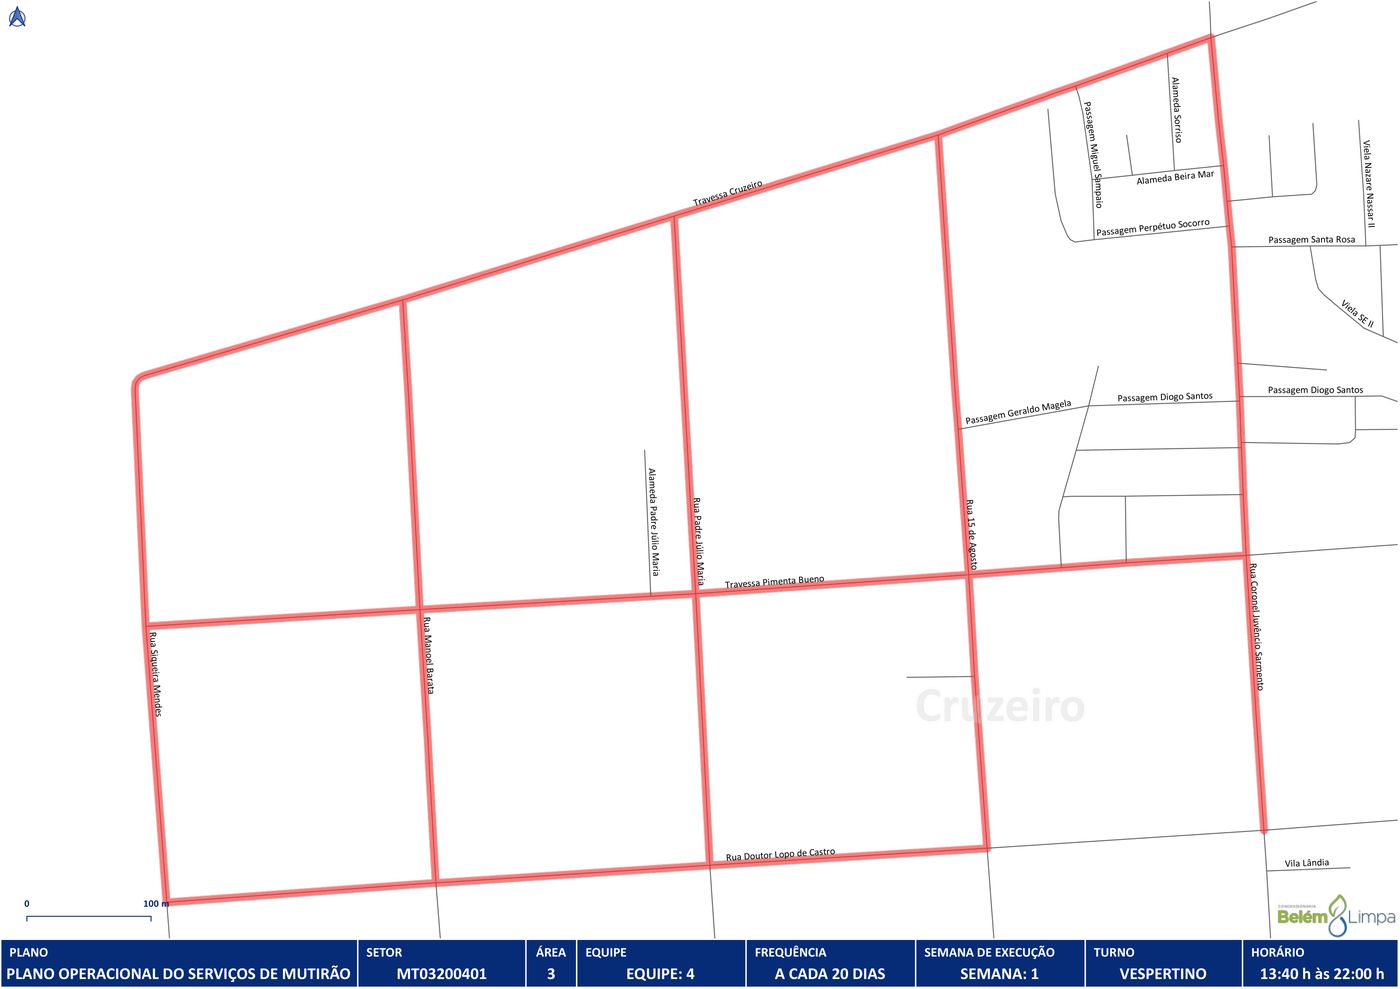 Alameda Sorriso
Passagem Miguel Sampaio
Alameda Beira Mar
Viela Nazare Nassar II
Travessa Cruzeiro
Passagem Perpétuo Socorro
Passagem Santa Rosa
Viela SE II
Passagem Geraldo Magela
Passagem Diogo Santos
Passagem Diogo Santos
Alameda Padre Júlio Maria
Rua Padre Júlio Maria
Rua 15 de Agosto
Travessa Pimenta Bueno
Rua Coronel Juvêncio Sarmento
Rua Siqueira Mendes
Rua Manoel Barata
Cruzeiro
Rua Doutor Lopo de Castro
Vila Lândia
0 100 m
CONCESSIONÁRIA
Belém Limpa
PLANO
PLANO OPERACIONAL DO SERVIÇOS DE MUTIRÃO
SETOR
MT03200401
ÁREA
3
EQUIPE
EQUIPE: 4
FREQUÊNCIA
A CADA 20 DIAS
SEMANA DE EXECUÇÃO
SEMANA: 1
TURNO
VESPERTINO
HORÁRIO
13:40 h às 22:00 h